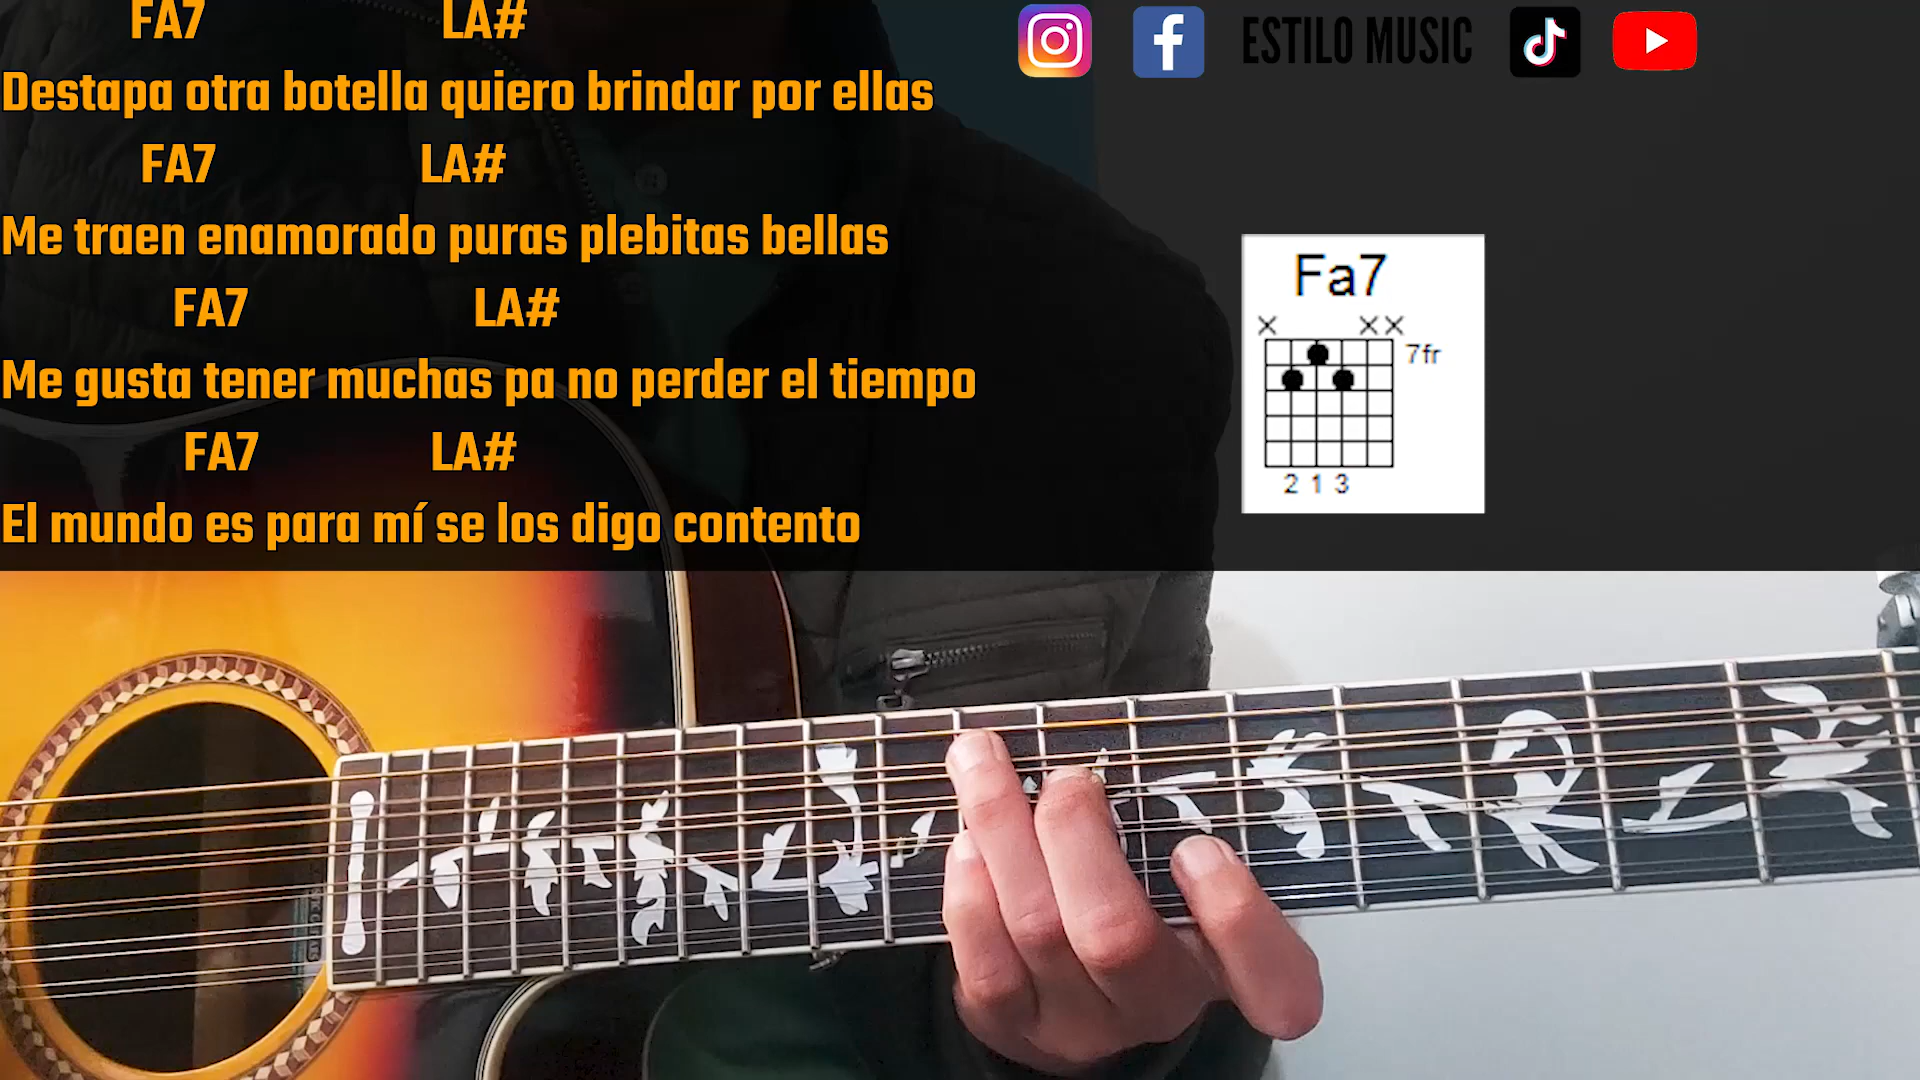 FA7 LA#
ESTILO MUSIC
Destapa otra botella quiero brindar por ellas
FA7 LA#
Me traen enamorado puras plebitas bellas
FA7 LA#
Me gusta tener muchas pa no perder el tiempo
FA7 LA#
El mundo es para mí se los digo contento
Fa7
7fr
2 1 3